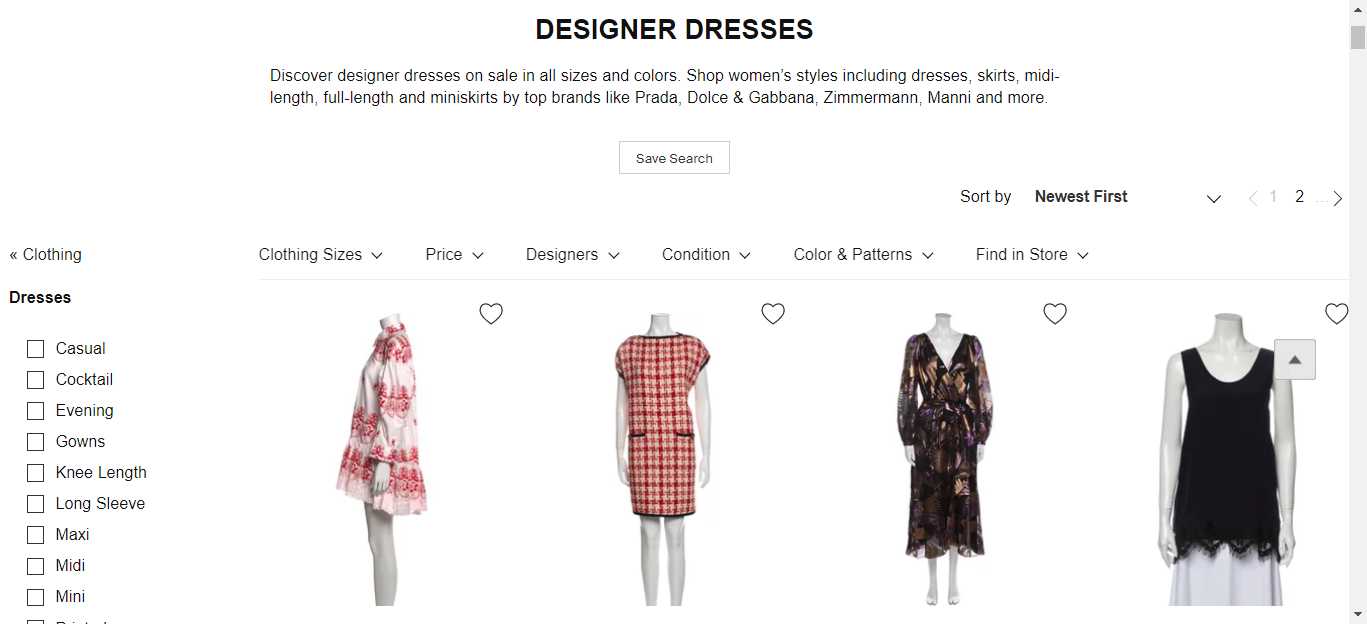 DESIGNER DRESSES
Discover designer dresses on sale in all sizes and colors. Shop women’s styles including dresses, skirts, midi-
length, full-length and miniskirts by top brands like Prada, Dolce & Gabbana, Zimmermann, Manni and more.
Save Search
Sort by Newest First 1 2 ...
« Clothing
Clothing Sizes Price Designers Condition Color & Patterns Find in Store
Dresses
Casual
Cocktail
Evening
Gowns
Knee Length
Long Sleeve
Maxi
Midi
Mini